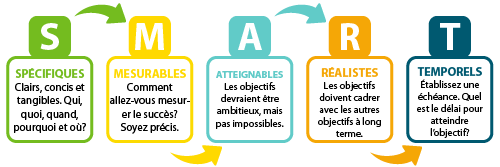 S M A R T
SPÉCIFIQUES
Clairs, concis et
tangibles. Qui,
quoi, quand,
pourquoi et où?
MESURABLES
Comment
allez-vous mesur-
er le succès?
Soyez précis.
ATTEIGNABLES
Les objectifs
devraient être
ambitieux, mais
pas impossibles.
RÉALISTES
Les objectifs
doivent cadrer
avec les autres
objectifs à long
terme.
TEMPORELS
Établissez une
échéance. Quel
est le délai pour
atteindre
l'objectif?